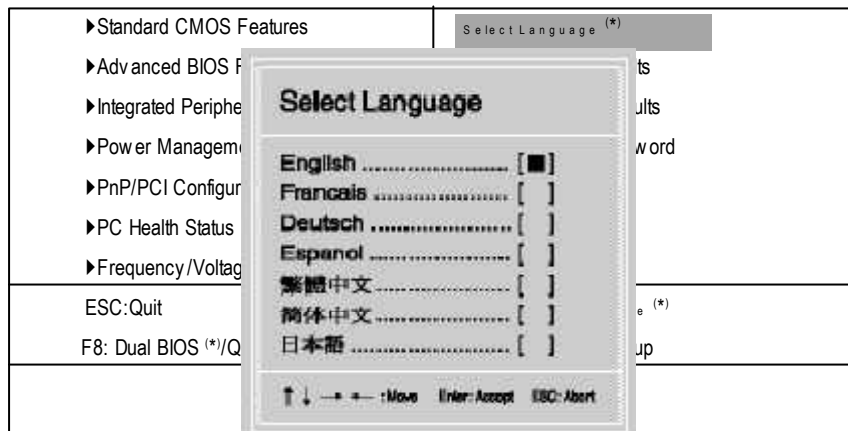 ▶Standard CMOS Features
Select Language (*)
▶Advanced BIOS F
ts
▶Integrated Periphe
ults
▶Power Managem
word
▶PnP/PCI Configur
▶PC Health Status
▶Frequency/Voltag
Select Language
English ........................ [■]
Francais ...................... [ ]
Deutsch ....................... [ ]
Espanol ....................... [ ]
繁體中文 ....................... [ ]
简体中文 ....................... [ ]
日本語 ........................ [ ]
↑ ↓ → ← :Move Enter: Accept ESC: Abort
ESC:Quit
e (*)
F8: Dual BIOS (*)/Q
up